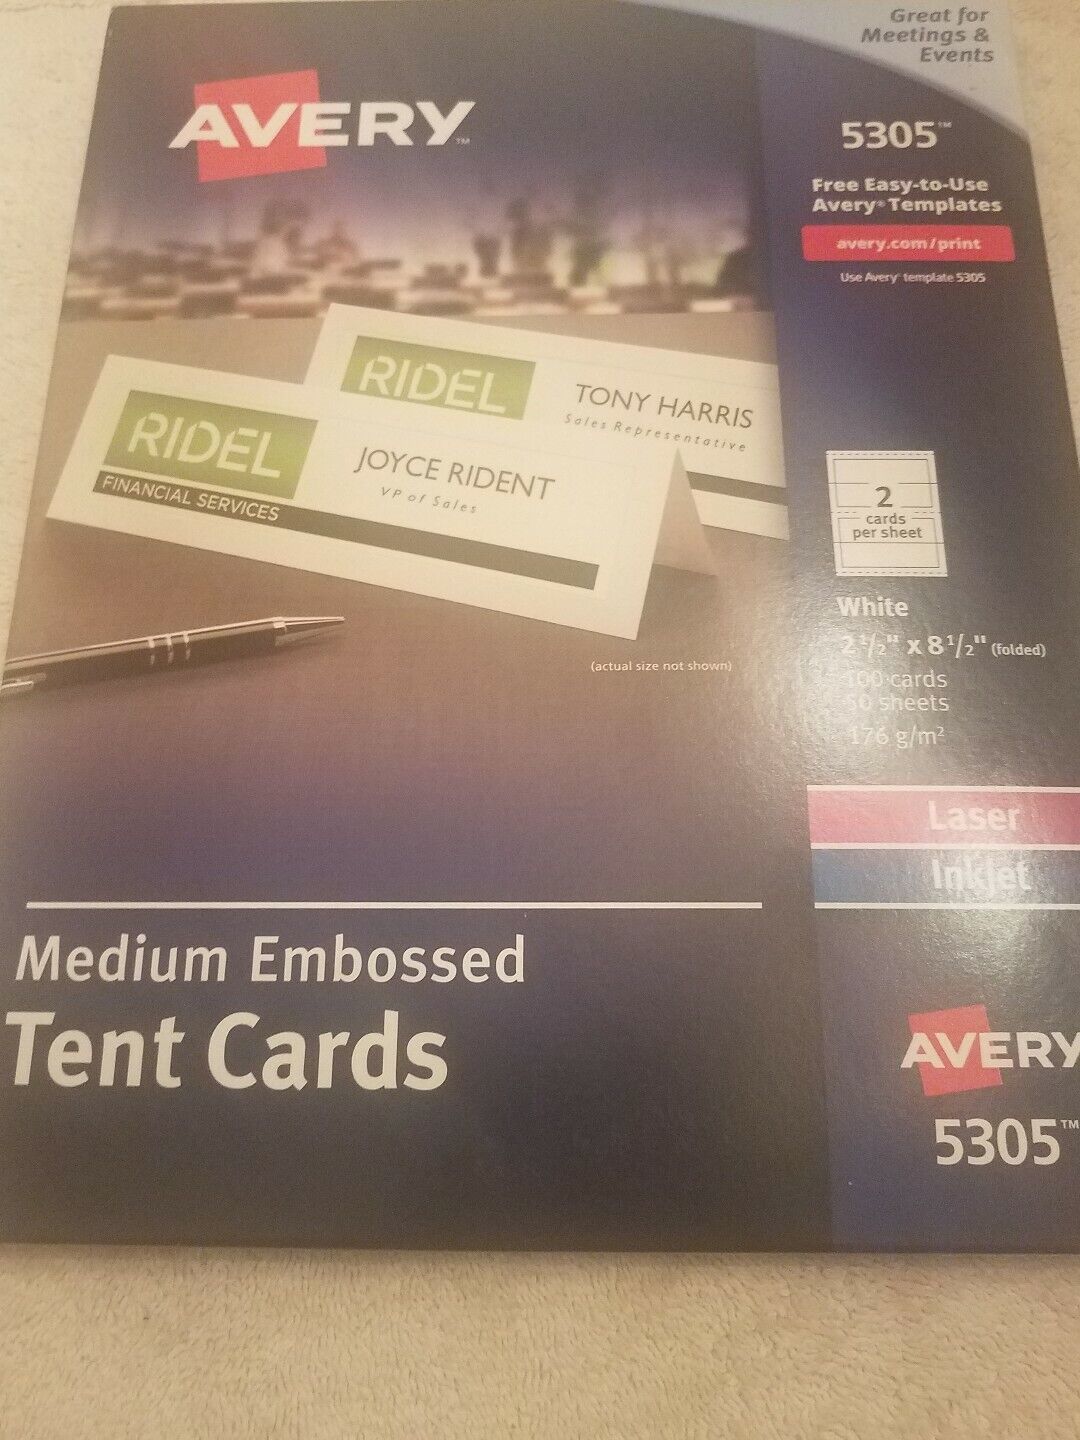 Great for
Meetings &
Events
AVERY™
5305™
Free Easy-to-Use
Avery® Templates
avery.com/print
Use Avery® template 5305
RIDEL
TONY HARRIS
Sales Representative
RIDEL
FINANCIAL SERVICES
JOYCE RIDENT
VP of Sales
2
cards
per sheet
White
2 1/2" x 8 1/2" (folded)
100 cards
50 sheets
176 g/m²
(actual size not shown)
Laser
Inkjet
Medium Embossed
Tent Cards
AVERY
5305™